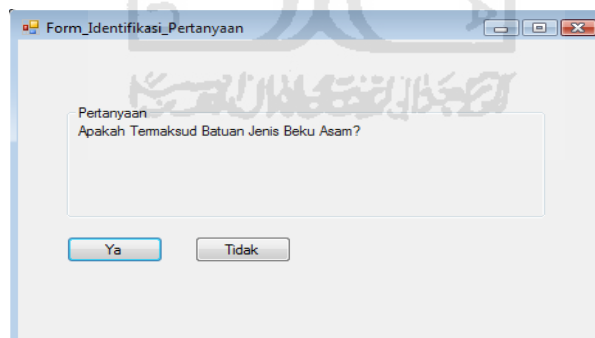 Form_Identifikasi_Pertanyaan
Pertanyaan
Apakah Termaksud Batuan Jenis Beku Asam?
Ya
Tidak